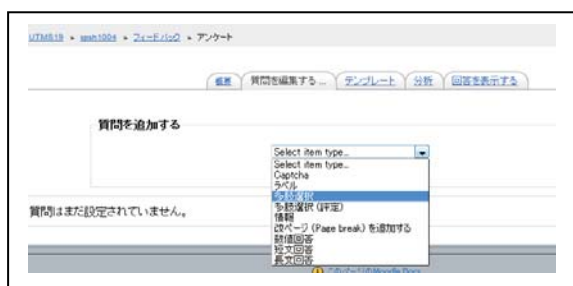 UTMS19 ▶ spsh1004 ▶ フィードバック ▶ アンケート
概要 質問を編集する ... テンプレート 分析 回答を表示する
質問を追加する
Select item type...
Select item type...
Captcha
ラベル
多肢選択
多肢選択 (評定)
情報
改ページ (Page break) を追加する
数値回答
短文回答
長文回答
質問はまだ設定されていません。
このページのMoodle Docs